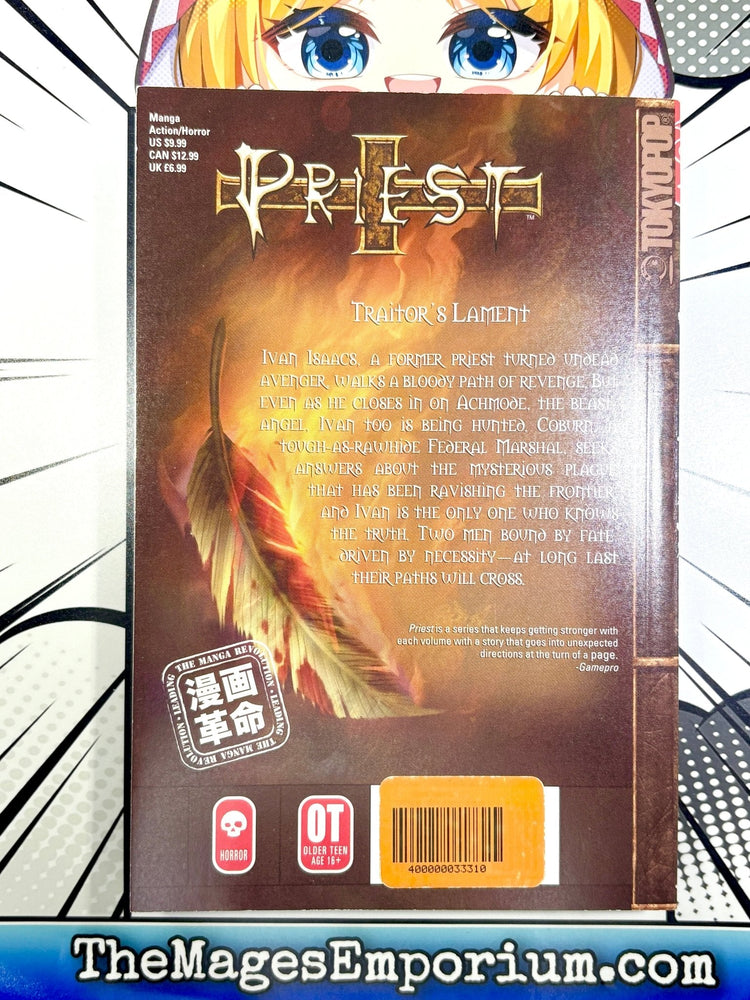 Manga
Action/Horror
US $9.99
CAN $12.99
UK £6.99
PRIEST
TM
TOKYOPOP
Traitor's Lament
Ivan Isaacs, a former priest turned undead
avenger, walks a bloody path of revenge. But
even as he closes in on Achmode, the beast
angel, Ivan too is being hunted. Coburn,
tough-as-rawhide Federal Marshal, seeks
answers about the mysterious plague
that has been ravishing the frontier
and Ivan is the only one who knows
the truth. Two men bound by fate,
driven by necessity—at long last
their paths will cross.
Priest is a series that keeps getting stronger with
each volume with a story that goes into unexpected
directions at the turn of a page.
-Gamepro
LEADING · THE MANGA REVOLUTION · LEADING · THE MANGA REVOLUTION ·
漫画
革命
HORROR
OT
OLDER TEEN
AGE 16+
400000033310
TheMagesEmporium.com